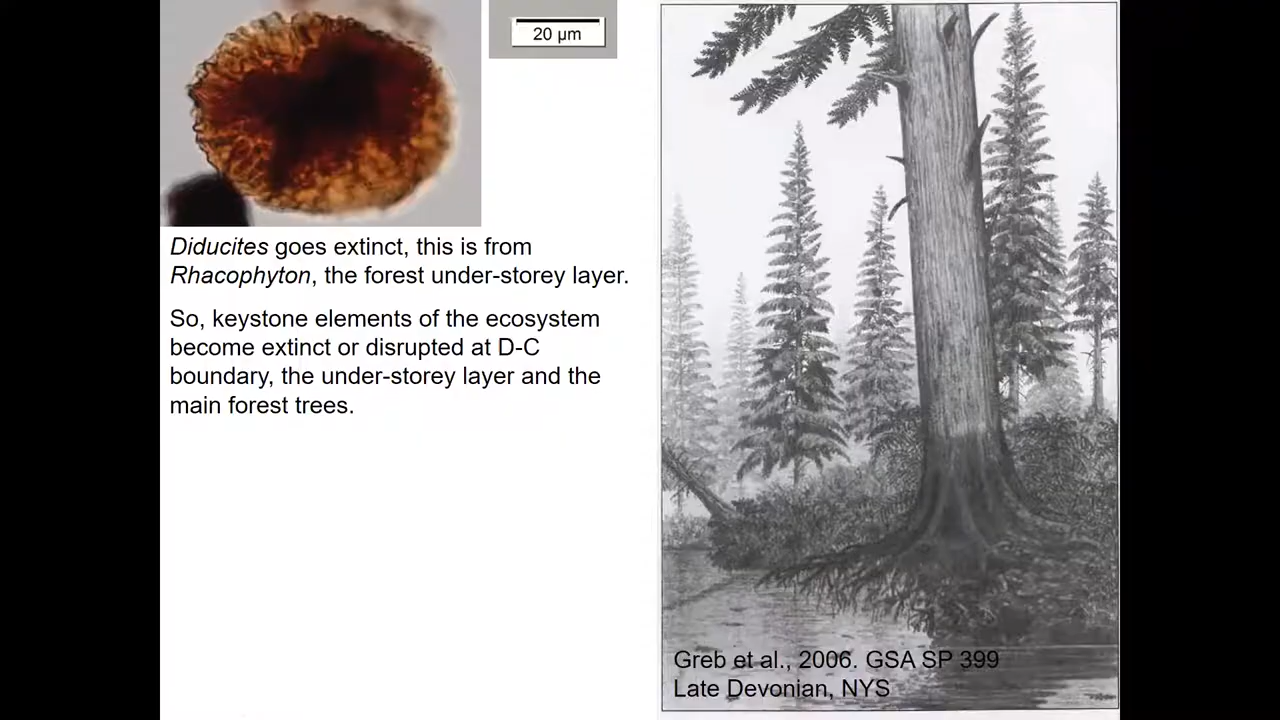 20 µm
Diducites goes extinct, this is from
Rhacophyton, the forest under-storey layer.
So, keystone elements of the ecosystem
become extinct or disrupted at D-C
boundary, the under-storey layer and the
main forest trees.
Greb et al., 2006. GSA SP 399
Late Devonian, NYS